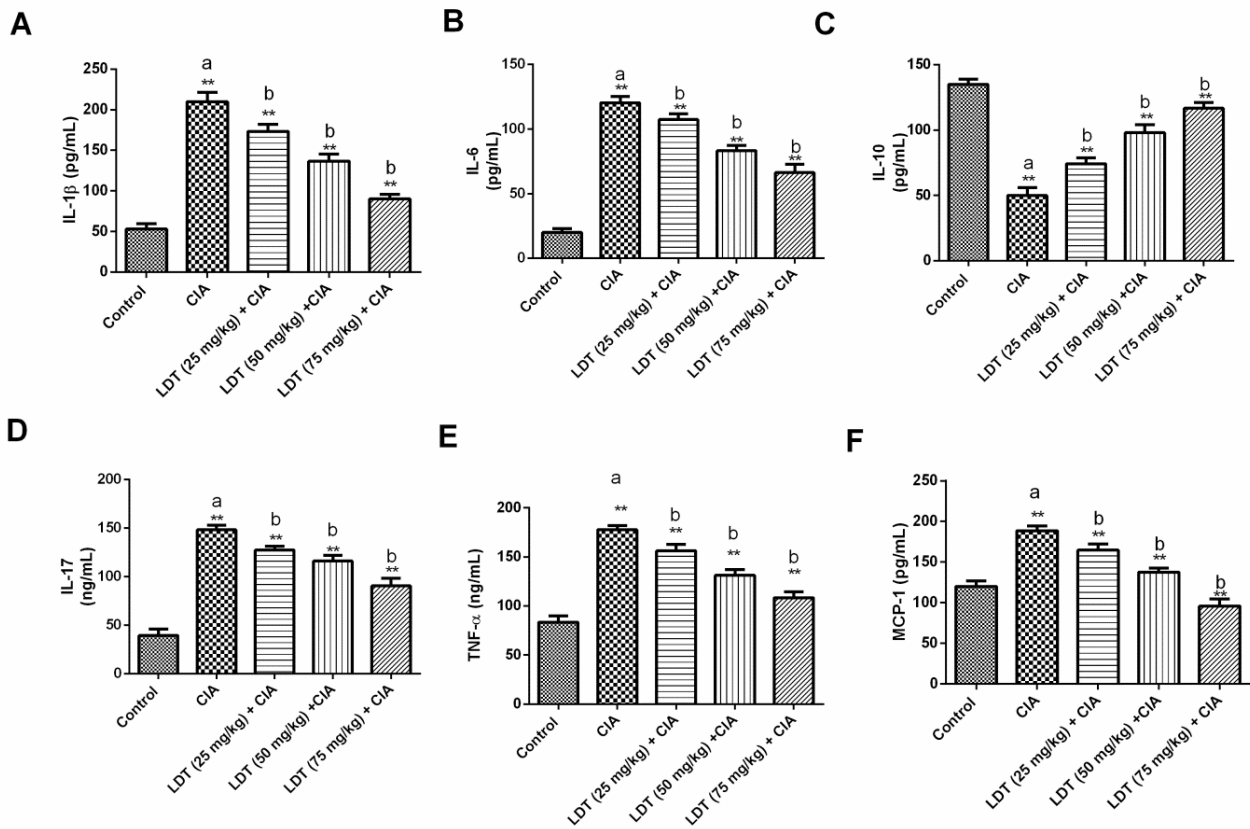 A
IL-1β (pg/mL)
250
200
150
100
50
0
a
**
b
**
b
**
b
**
Control
CIA
LDT (25 mg/kg) + CIA
LDT (50 mg/kg) +CIA
LDT (75 mg/kg) + CIA
B
IL-6
(pg/mL)
150
100
50
0
a
**
b
**
b
**
b
**
Control
CIA
LDT (25 mg/kg) + CIA
LDT (50 mg/kg) +CIA
LDT (75 mg/kg) + CIA
C
IL-10
(pg/mL)
150
100
50
0
a
**
b
**
b
**
b
**
Control
CIA
LDT (25 mg/kg) + CIA
LDT (50 mg/kg) +CIA
LDT (75 mg/kg) + CIA
D
IL-17
(ng/mL)
200
150
100
50
0
a
**
b
**
b
**
b
**
Control
CIA
LDT (25 mg/kg) + CIA
LDT (50 mg/kg) +CIA
LDT (75 mg/kg) + CIA
E
TNF-α (ng/mL)
200
150
100
50
0
a
**
b
**
b
**
b
**
Control
CIA
LDT (25 mg/kg) + CIA
LDT (50 mg/kg) +CIA
LDT (75 mg/kg) + CIA
F
MCP-1 (pg/mL)
250
200
150
100
50
0
a
**
b
**
b
**
b
**
Control
CIA
LDT (25 mg/kg) + CIA
LDT (50 mg/kg) +CIA
LDT (75 mg/kg) + CIA